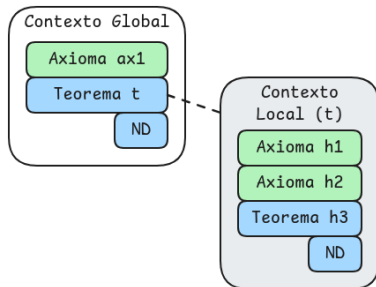 Contexto Global
Axioma ax1
Teorema t
ND
Contexto
Local (t)
Axioma h1
Axioma h2
Teorema h3
ND